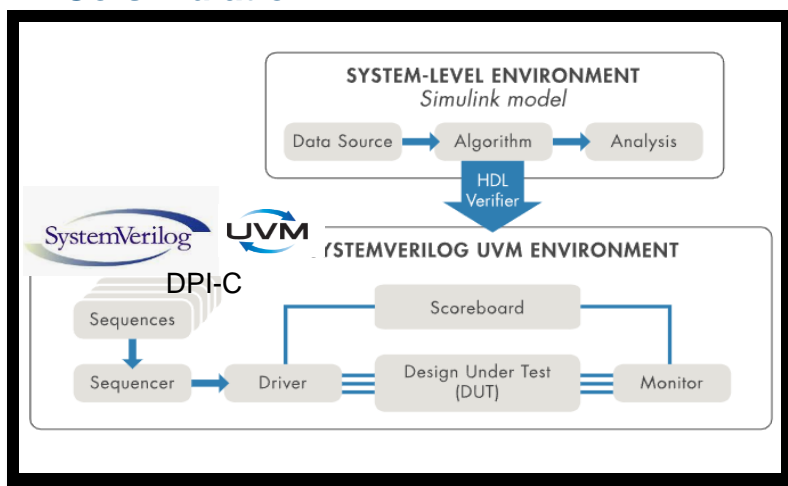 SYSTEM-LEVEL ENVIRONMENT
Simulink model
Data Source
Algorithm
Analysis
HDL
Verifier
SystemVerilog
UVM
YSTEMVERILOG UVM ENVIRONMENT
DPI-C
Sequences
Scoreboard
Sequencer
Driver
Design Under Test
(DUT)
Monitor